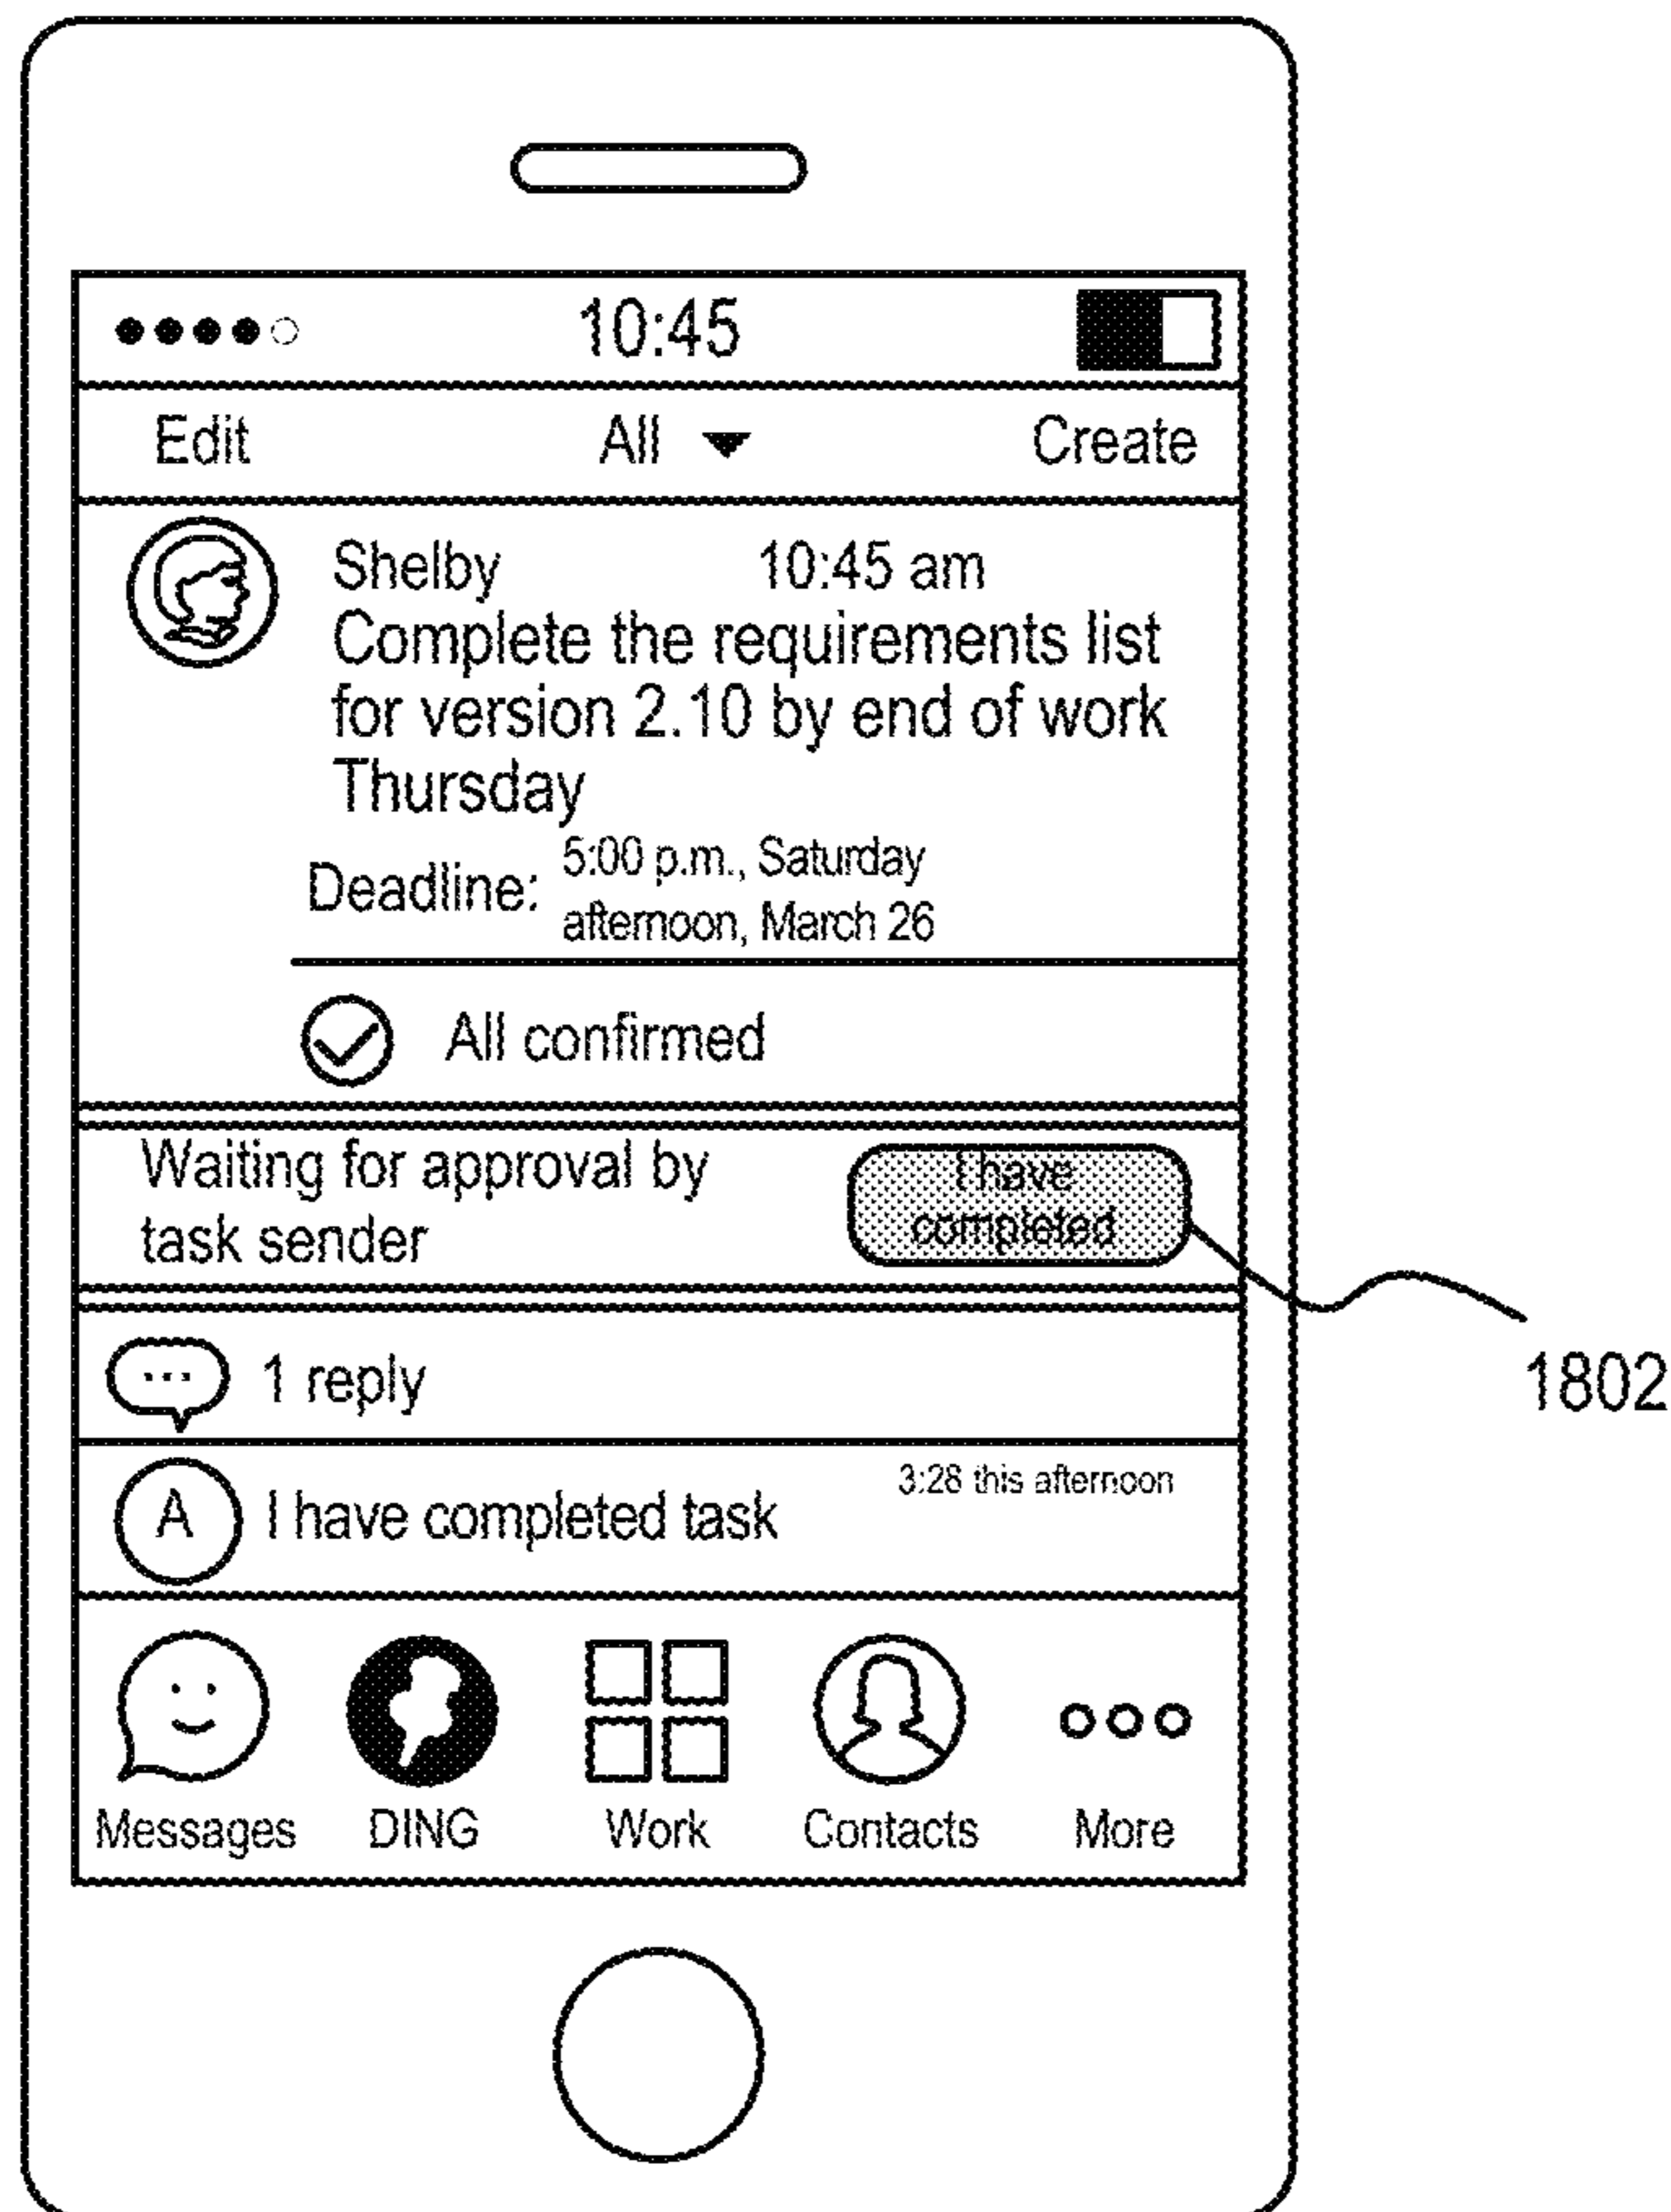 10:45
Edit All Create
Shelby 10:45 am
Complete the requirements list
for version 2.10 by end of work
Thursday
Deadline: 5:00 p.m., Saturday
afternoon, March 26
All confirmed
Waiting for approval by
task sender
I have
completed
1802
1 reply
3:28 this afternoon
A I have completed task
Messages DING Work Contacts More